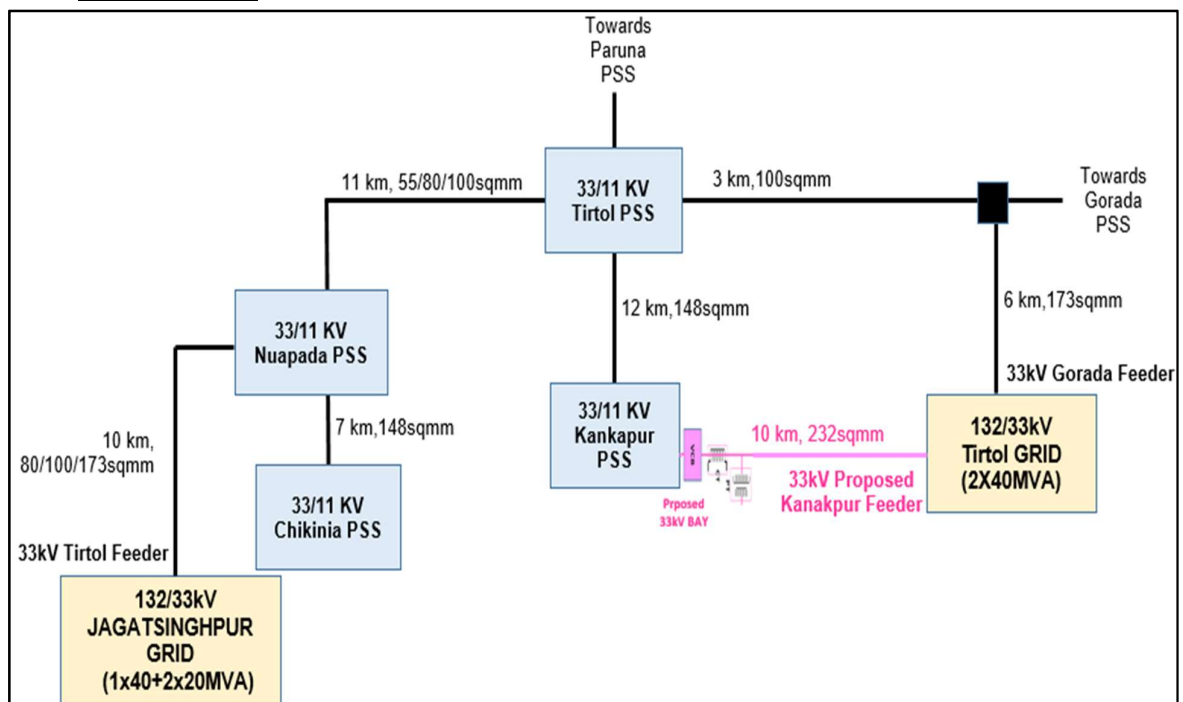 Towards
Paruna
PSS
11 km, 55/80/100sqmm
33/11 KV
Tirtol PSS
3 km,100sqmm
Towards
Gorada
PSS
12 km,148sqmm
6 km,173sqmm
33/11 KV
Nuapada PSS
33kV Gorada Feeder
10 km,
80/100/173sqmm
7 km,148sqmm
33/11 KV
Kankapur
PSS
VCB
10 km, 232sqmm
33kV Proposed
Kanakpur Feeder
Prposed
33kV BAY
132/33kV
Tirtol GRID
(2X40MVA)
33/11 KV
Chikinia PSS
33kV Tirtol Feeder
132/33kV
JAGATSINGHPUR
GRID
(1x40+2x20MVA)